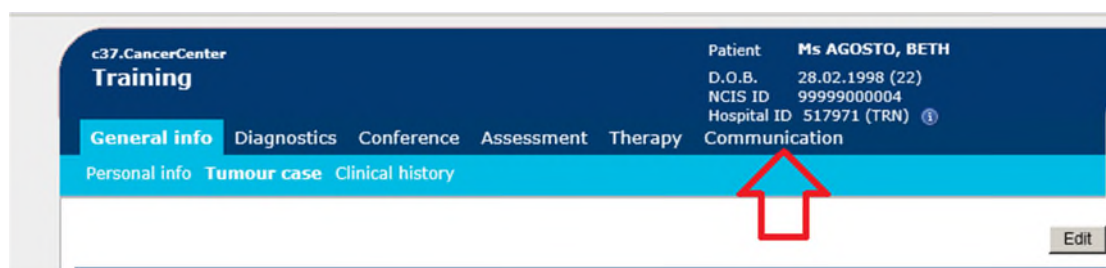 c37.CancerCenter
Training
Patient Ms AGOSTO, BETH
D.O.B. 28.02.1998 (22)
NCIS ID 99999000004
Hospital ID 517971 (TRN)
General info Diagnostics Conference Assessment Therapy Communication
Personal info Tumour case Clinical history
Edit